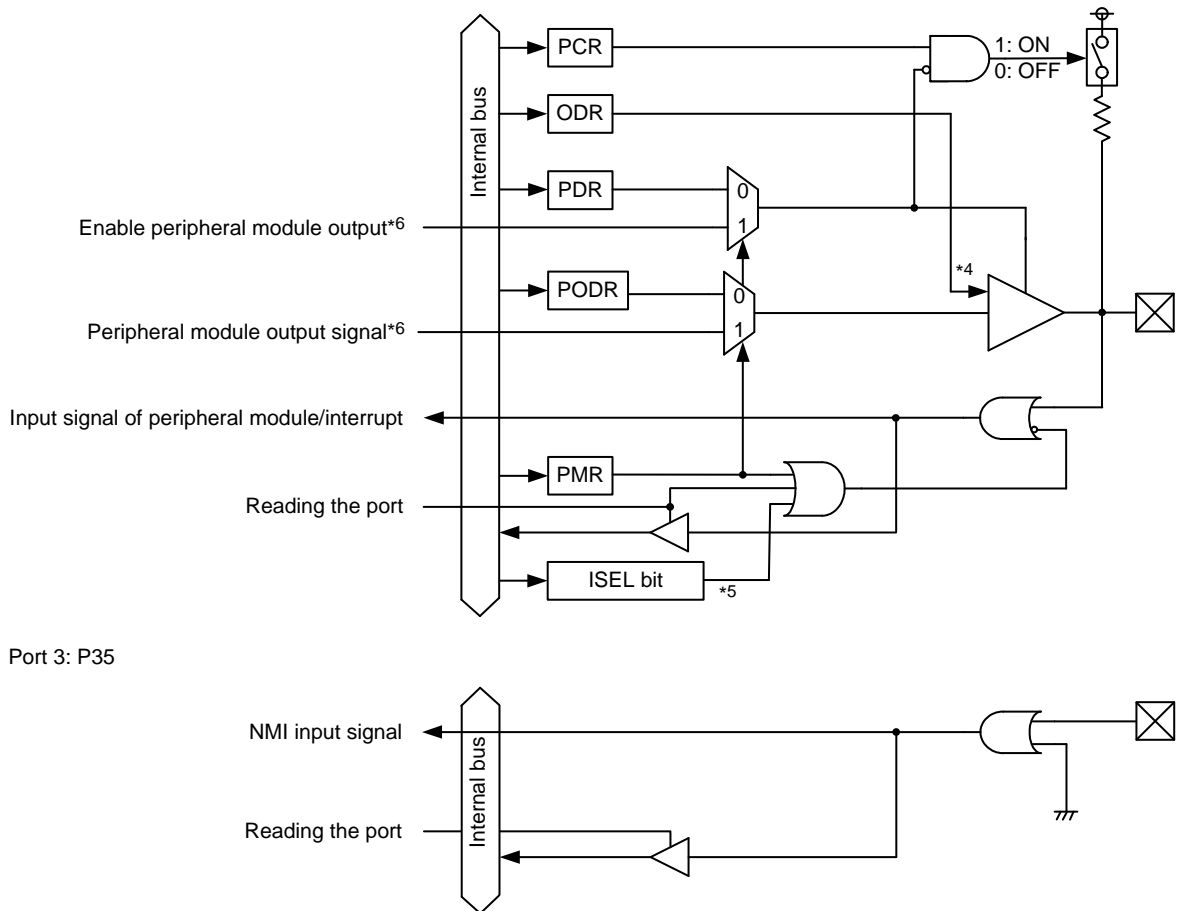 PCR
1: ON
0: OFF
Internal bus
ODR
PDR
0
Enable peripheral module output*6
1
*4
PODR
0
Peripheral module output signal*6
1
Input signal of peripheral module/interrupt
PMR
Reading the port
ISEL bit
*5
Port 3: P35
NMI input signal
Internal bus
Reading the port